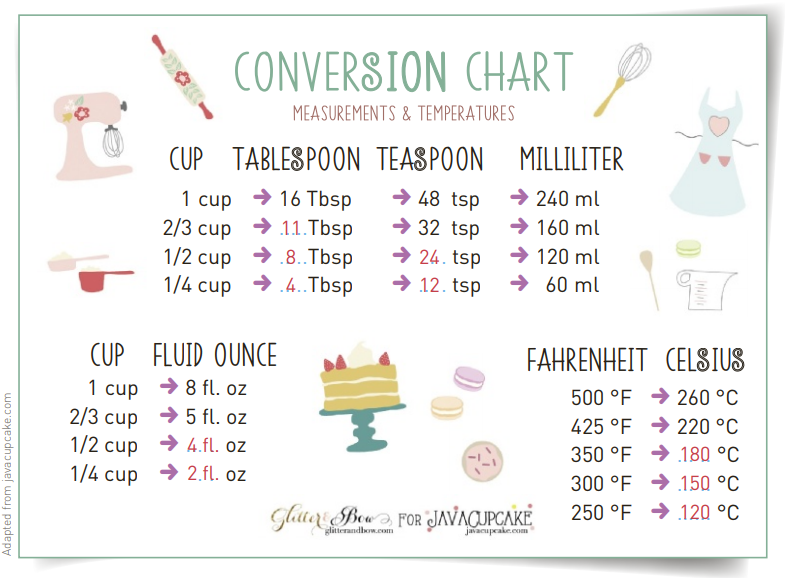 CONVERSION CHART
MEASUREMENTS & TEMPERATURES
CUP TABLESPOON TEASPOON MILLILITER
1 cup ➔ 16 Tbsp ➔ 48 tsp ➔ 240 ml
2/3 cup ➔ .11..Tbsp ➔ 32 tsp ➔ 160 ml
1/2 cup ➔ .8..Tbsp ➔ 24. tsp ➔ 120 ml
1/4 cup ➔ .4..Tbsp ➔ .12. tsp ➔ 60 ml
CUP FLUID OUNCE
1 cup ➔ 8 fl. oz
2/3 cup ➔ 5 fl. oz
1/2 cup ➔ 4.fl. oz
1/4 cup ➔ 2.fl. oz
FAHRENHEIT CELSIUS
500 °F ➔ 260 °C
425 °F ➔ 220 °C
350 °F ➔ .180 °C
300 °F ➔ .150 °C
250 °F ➔ .120 °C
Glitter & Bow FOR JAVACUPCAKE
glitterandbow.com javacupcake.com
Adapted from javacupcake.com